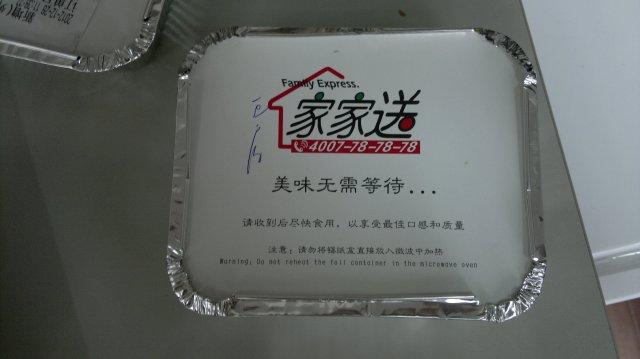 Family Express.
家家送
4007-78-78-78
美味无需等待...
请收到后尽快食用，以享受最佳口感和质量
注意：请勿将锡纸盒直接放入微波中加热
Warning: Do not reheat the foil container in the microwave oven